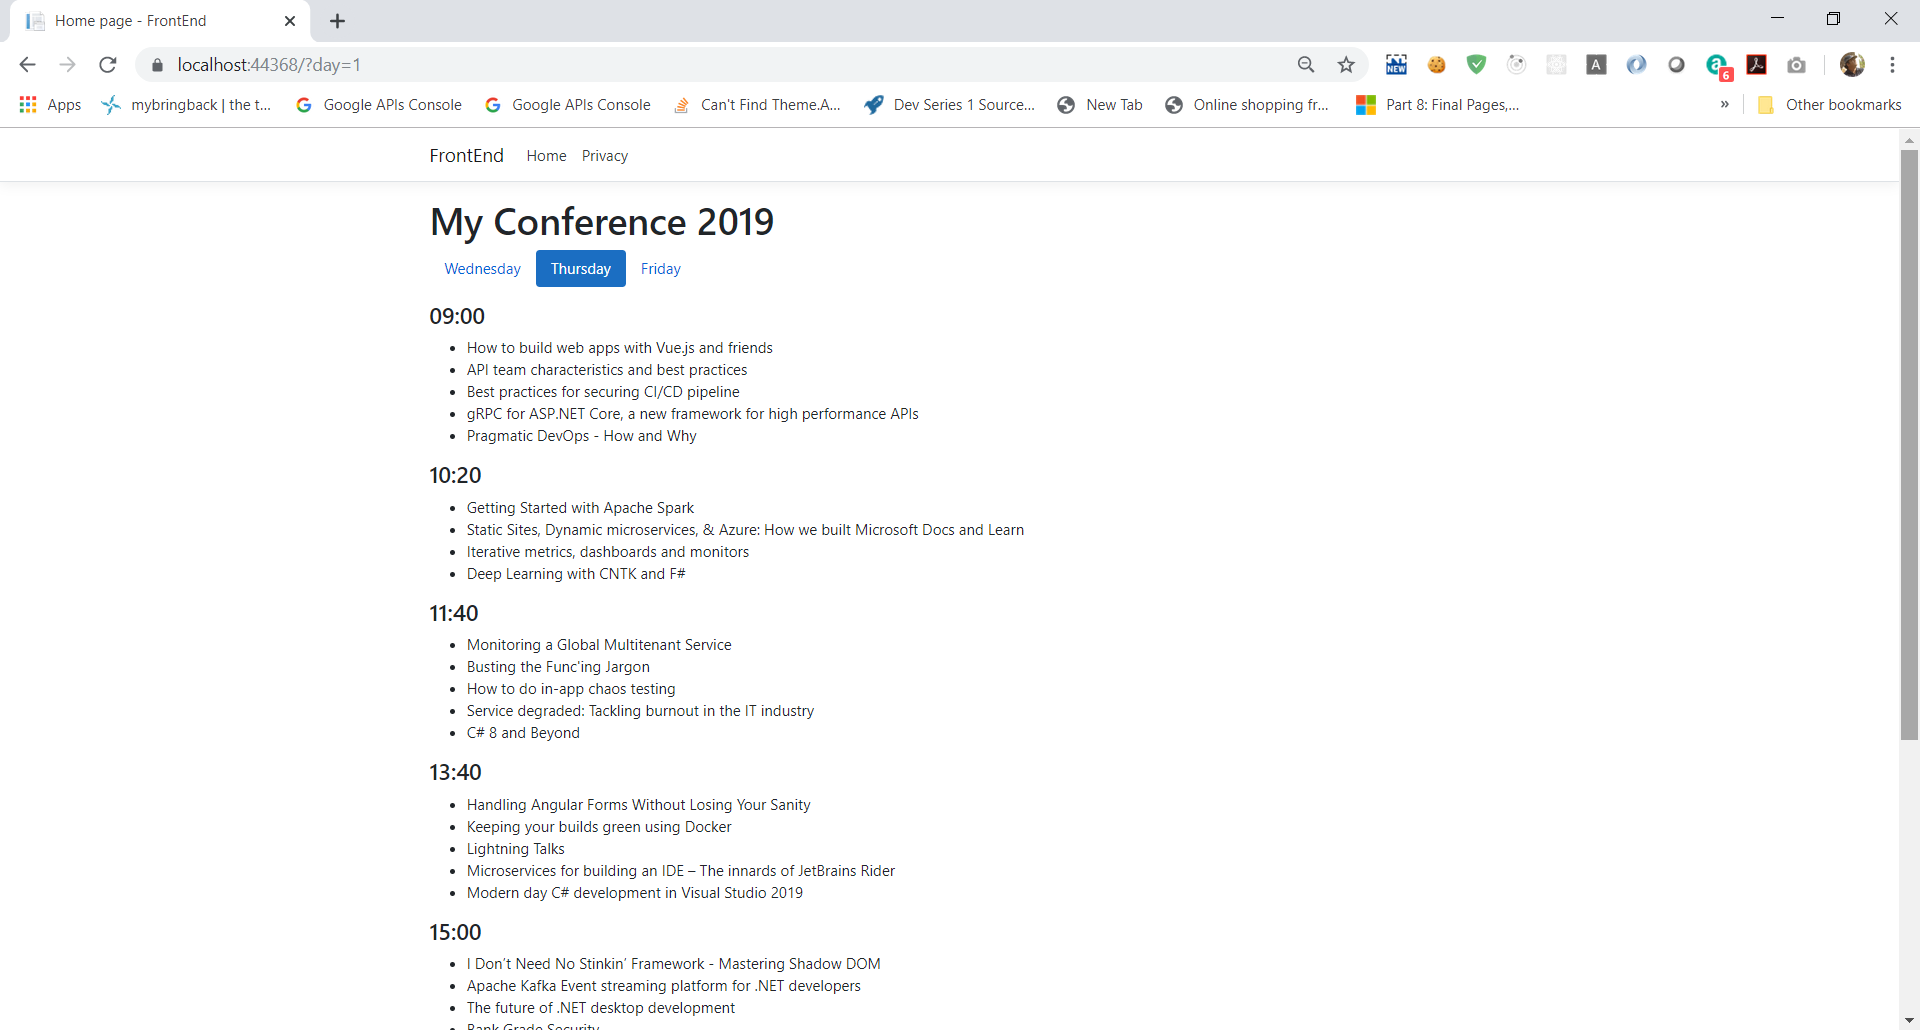 Home page - FrontEnd
localhost:44368/?day=1
NEW
A
a
6
Apps
mybringback | the t...
Google APIs Console
Google APIs Console
Can't Find Theme.A...
Dev Series 1 Source...
New Tab
Online shopping fr...
Part 8: Final Pages,...
»
Other bookmarks
FrontEnd Home Privacy
My Conference 2019
Wednesday Thursday Friday
09:00
How to build web apps with Vue.js and friends
API team characteristics and best practices
Best practices for securing CI/CD pipeline
gRPC for ASP.NET Core, a new framework for high performance APIs
Pragmatic DevOps - How and Why
10:20
Getting Started with Apache Spark
Static Sites, Dynamic microservices, & Azure: How we built Microsoft Docs and Learn
Iterative metrics, dashboards and monitors
Deep Learning with CNTK and F#
11:40
Monitoring a Global Multitenant Service
Busting the Func'ing Jargon
How to do in-app chaos testing
Service degraded: Tackling burnout in the IT industry
C# 8 and Beyond
13:40
Handling Angular Forms Without Losing Your Sanity
Keeping your builds green using Docker
Lightning Talks
Microservices for building an IDE – The innards of JetBrains Rider
Modern day C# development in Visual Studio 2019
15:00
I Don't Need No Stinkin' Framework - Mastering Shadow DOM
Apache Kafka Event streaming platform for .NET developers
The future of .NET desktop development
Bank Grade Security